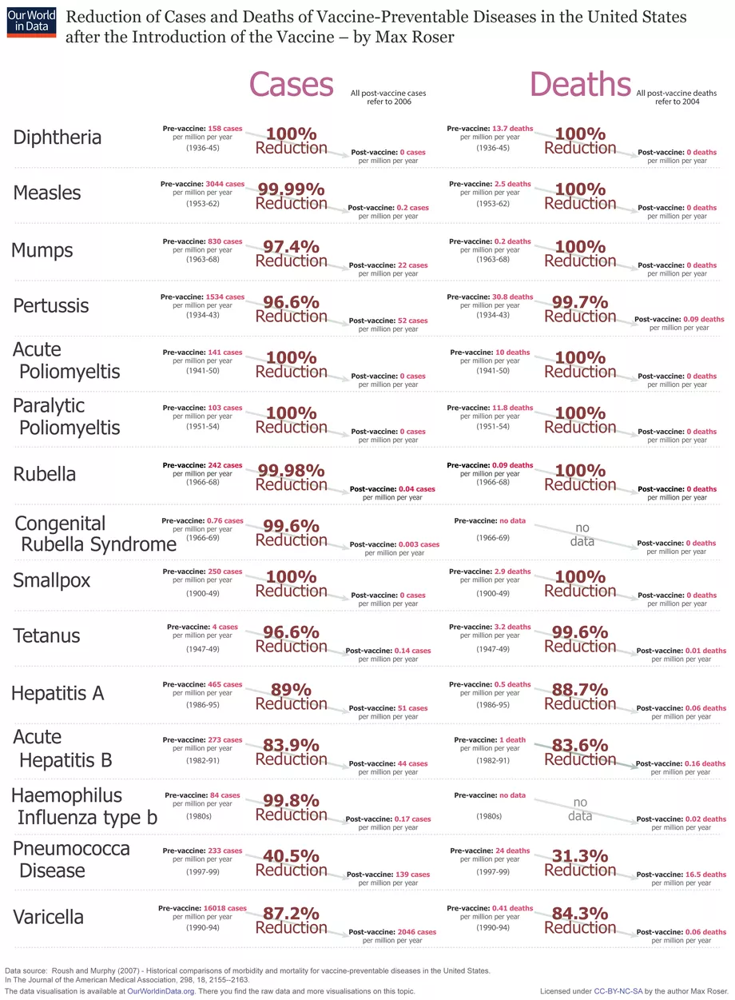 Our World
in Data
Reduction of Cases and Deaths of Vaccine-Preventable Diseases in the United States
after the Introduction of the Vaccine – by Max Roser
Cases
All post-vaccine cases
refer to 2006
Deaths
All post-vaccine deaths
refer to 2004
Diphtheria
Pre-vaccine: 158 cases
per million per year
(1936-45)
100%
Reduction
Post-vaccine: 0 cases
per million per year
Pre-vaccine: 13.7 deaths
per million per year
(1936-45)
100%
Reduction
Post-vaccine: 0 deaths
per million per year
Measles
Pre-vaccine: 3044 cases
per million per year
(1953-62)
99.99%
Reduction
Post-vaccine: 0.2 cases
per million per year
Pre-vaccine: 2.5 deaths
per million per year
(1953-62)
100%
Reduction
Post-vaccine: 0 deaths
per million per year
Mumps
Pre-vaccine: 830 cases
per million per year
(1963-68)
97.4%
Reduction
Post-vaccine: 22 cases
per million per year
Pre-vaccine: 0.2 deaths
per million per year
(1963-68)
100%
Reduction
Post-vaccine: 0 deaths
per million per year
Pertussis
Pre-vaccine: 1534 cases
per million per year
(1934-43)
96.6%
Reduction
Post-vaccine: 52 cases
per million per year
Pre-vaccine: 30.8 deaths
per million per year
(1934-43)
99.7%
Reduction
Post-vaccine: 0.09 deaths
per million per year
Acute
Poliomyeltis
Pre-vaccine: 141 cases
per million per year
(1941-50)
100%
Reduction
Post-vaccine: 0 cases
per million per year
Pre-vaccine: 10 deaths
per million per year
(1941-50)
100%
Reduction
Post-vaccine: 0 deaths
per million per year
Paralytic
Poliomyeltis
Pre-vaccine: 103 cases
per million per year
(1951-54)
100%
Reduction
Post-vaccine: 0 cases
per million per year
Pre-vaccine: 11.8 deaths
per million per year
(1951-54)
100%
Reduction
Post-vaccine: 0 deaths
per million per year
Rubella
Pre-vaccine: 242 cases
per million per year
(1966-68)
99.98%
Reduction
Post-vaccine: 0.04 cases
per million per year
Pre-vaccine: 0.09 deaths
per million per year
(1966-68)
100%
Reduction
Post-vaccine: 0 deaths
per million per year
Congenital
Rubella Syndrome
Pre-vaccine: 0.76 cases
per million per year
(1966-69)
99.6%
Reduction
Post-vaccine: 0.003 cases
per million per year
Pre-vaccine: no data
(1966-69)
no
data
Post-vaccine: 0 deaths
per million per year
Smallpox
Pre-vaccine: 250 cases
per million per year
(1900-49)
100%
Reduction
Post-vaccine: 0 cases
per million per year
Pre-vaccine: 2.9 deaths
per million per year
(1900-49)
100%
Reduction
Post-vaccine: 0 deaths
per million per year
Tetanus
Pre-vaccine: 4 cases
per million per year
(1947-49)
96.6%
Reduction
Post-vaccine: 0.14 cases
per million per year
Pre-vaccine: 3.2 deaths
per million per year
(1947-49)
99.6%
Reduction
Post-vaccine: 0.01 deaths
per million per year
Hepatitis A
Pre-vaccine: 465 cases
per million per year
(1986-95)
89%
Reduction
Post-vaccine: 51 cases
per million per year
Pre-vaccine: 0.5 deaths
per million per year
(1986-95)
88.7%
Reduction
Post-vaccine: 0.06 deaths
per million per year
Acute
Hepatitis B
Pre-vaccine: 273 cases
per million per year
(1982-91)
83.9%
Reduction
Post-vaccine: 44 cases
per million per year
Pre-vaccine: 1 death
per million per year
(1982-91)
83.6%
Reduction
Post-vaccine: 0.16 deaths
per million per year
Haemophilus
Influenza type b
Pre-vaccine: 84 cases
per million per year
(1980s)
99.8%
Reduction
Post-vaccine: 0.17 cases
per million per year
Pre-vaccine: no data
(1980s)
no
data
Post-vaccine: 0.02 deaths
per million per year
Pneumococca
Disease
Pre-vaccine: 233 cases
per million per year
(1997-99)
40.5%
Reduction
Post-vaccine: 139 cases
per million per year
Pre-vaccine: 24 deaths
per million per year
(1997-99)
31.3%
Reduction
Post-vaccine: 16.5 deaths
per million per year
Varicella
Pre-vaccine: 16018 cases
per million per year
(1990-94)
87.2%
Reduction
Post-vaccine: 2046 cases
per million per year
Pre-vaccine: 0.41 deaths
per million per year
(1990-94)
84.3%
Reduction
Post-vaccine: 0.06 deaths
per million per year
Data source: Roush and Murphy (2007) - Historical comparisons of morbidity and mortality for vaccine-preventable diseases in the United States.
In The Journal of the American Medical Association, 298, 18, 2155--2163.
The data visualisation is available at OurWorldinData.org. There you find the raw data and more visualisations on this topic.
Licensed under CC-BY-NC-SA by the author Max Roser.